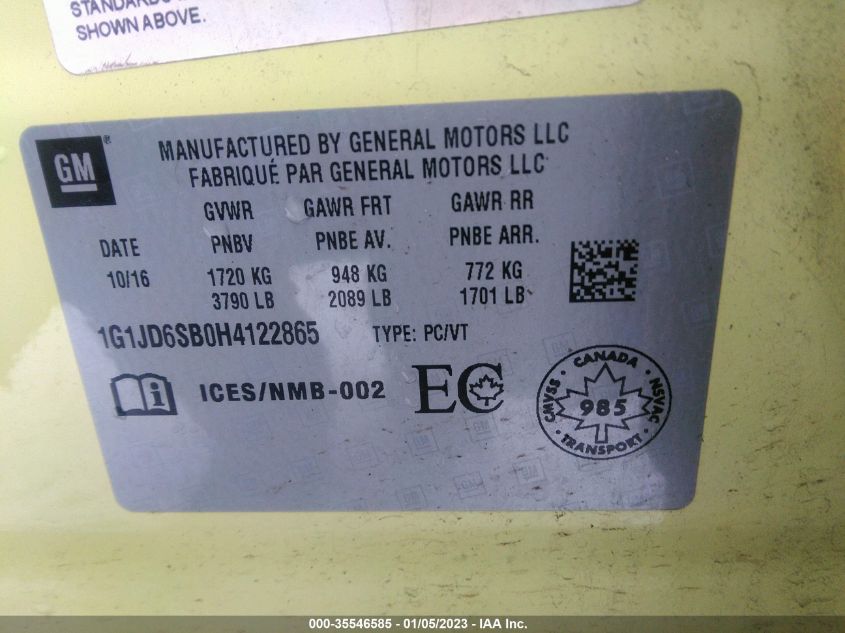 STANDARDS
SHOWN ABOVE.
GM
MANUFACTURED BY GENERAL MOTORS LLC
FABRIQUÉ PAR GENERAL MOTORS LLC
GVWR GAWR FRT GAWR RR
DATE PNBV PNBE AV. PNBE ARR.
10/16 1720 KG 948 KG 772 KG
3790 LB 2089 LB 1701 LB
1G1JD6SB0H4122865 TYPE: PC/VT
i ICES/NMB-002 EC
CANADA
CMVSS 985 NSVAC
TRANSPORT
000-35546585 - 01/05/2023 - IAA Inc.